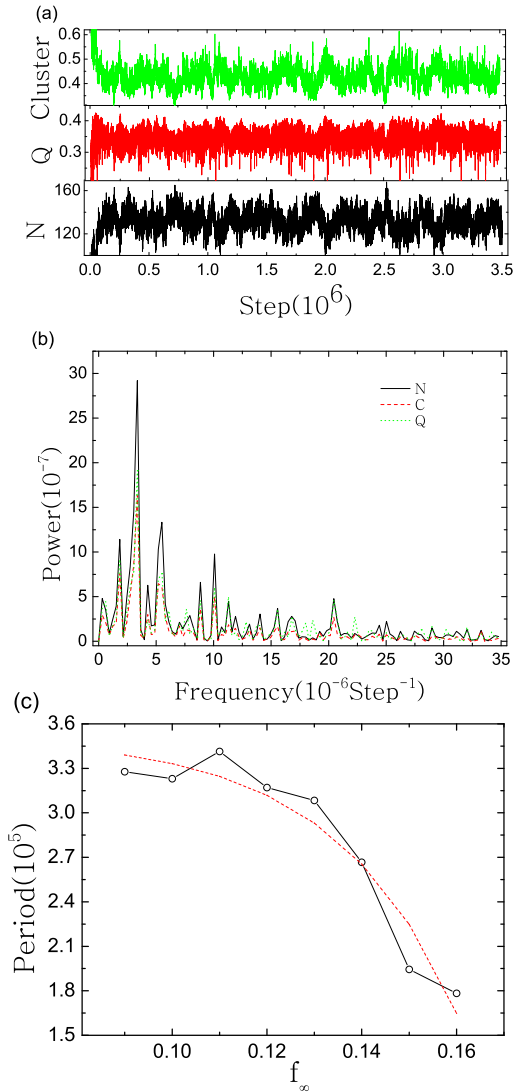 (a)
Cluster
0.6
0.4
Q
0.4
0.3
N
160
120
0.0 0.5 1.0 1.5 2.0 2.5 3.0 3.5
Step(10^6)
(b)
Power(10^-7)
30
25
20
15
10
5
0
N
C
Q
0 5 10 15 20 25 30 35
Frequency(10^-6Step^-1)
(c)
Period(10^5)
3.6
3.3
3.0
2.7
2.4
2.1
1.8
1.5
0.10 0.12 0.14 0.16
f_∞